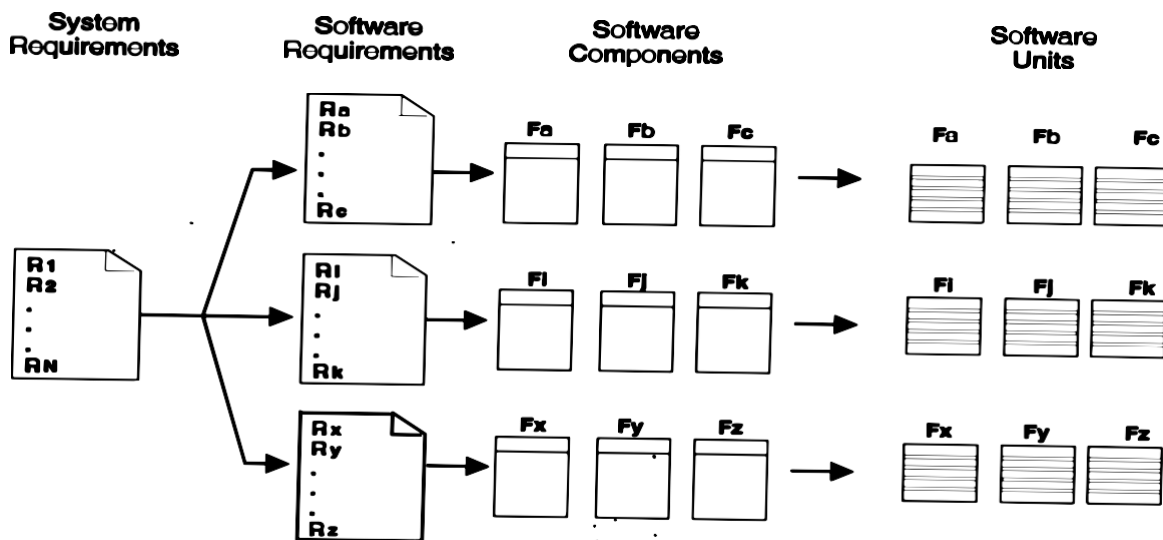 System
Requirements
Software
Requirements
Software
Components
Software
Units
Ra
Rb
.
.
.
Rc
Fa Fb Fc
Fa Fb Fc
R1
R2
.
.
.
RN
Ri
Rj
.
.
.
Rk
Fi Fj Fk
Fi Fj Fk
Rx
Ry
.
.
.
Rz
Fx Fy Fz
Fx Fy Fz